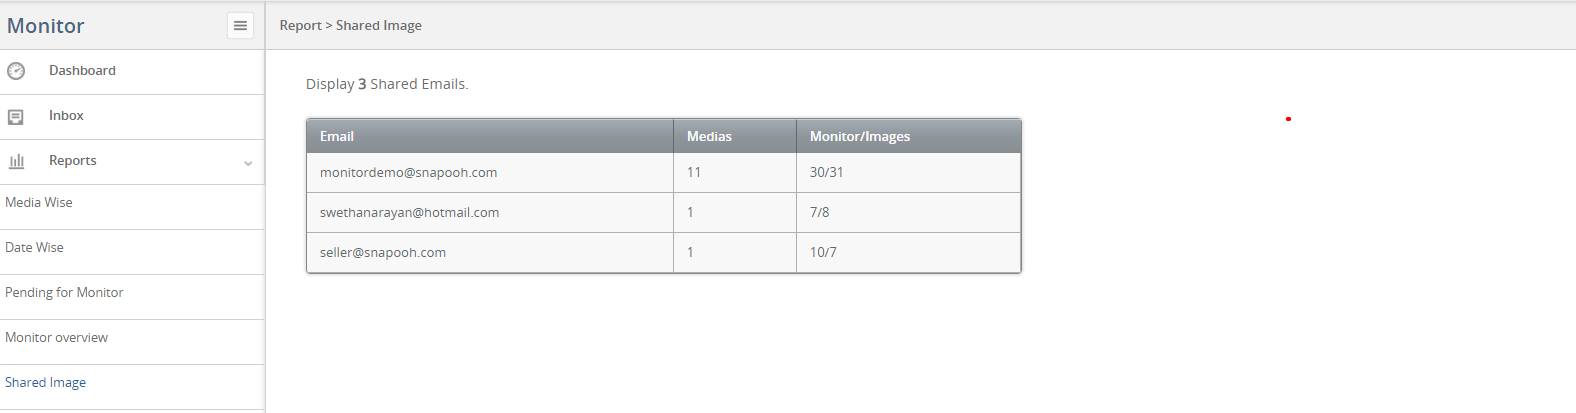 Monitor
Report > Shared Image
Dashboard
Inbox
Reports
Media Wise
Date Wise
Pending for Monitor
Monitor overview
Shared Image
Display 3 Shared Emails.
Email Medias Monitor/Images
monitordemo@snapooh.com 11 30/31
swethanarayan@hotmail.com 1 7/8
seller@snapooh.com 1 10/7